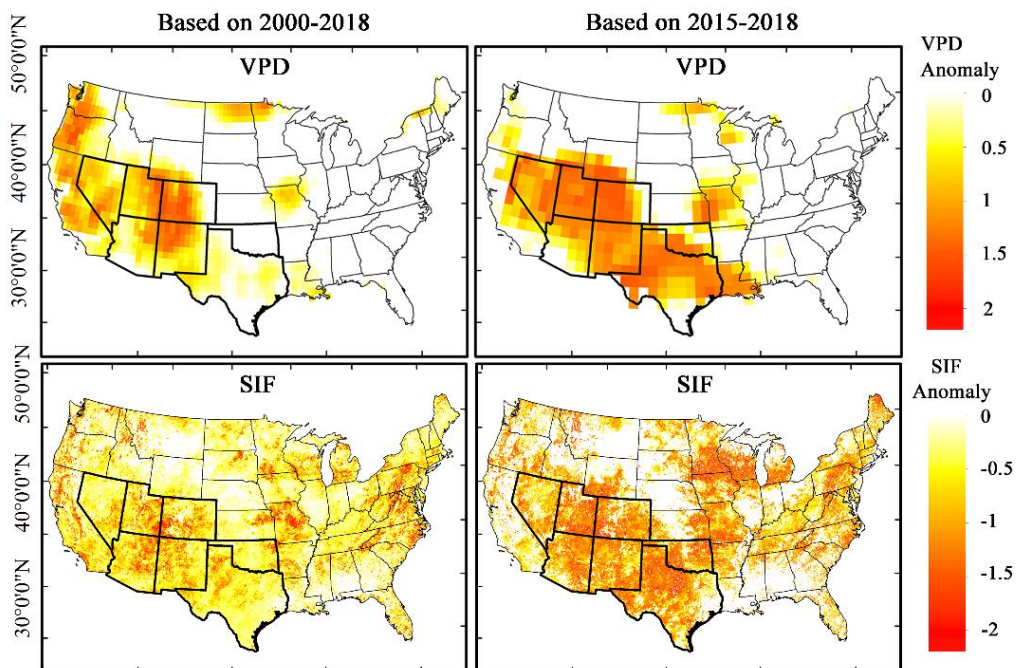 Based on 2000-2018
Based on 2015-2018
50°0'0"N
40°0'0"N
30°0'0"N
VPD
VPD
VPD
Anomaly
0
0.5
1
1.5
2
50°0'0"N
40°0'0"N
30°0'0"N
SIF
SIF
SIF
Anomaly
0
-0.5
-1
-1.5
-2